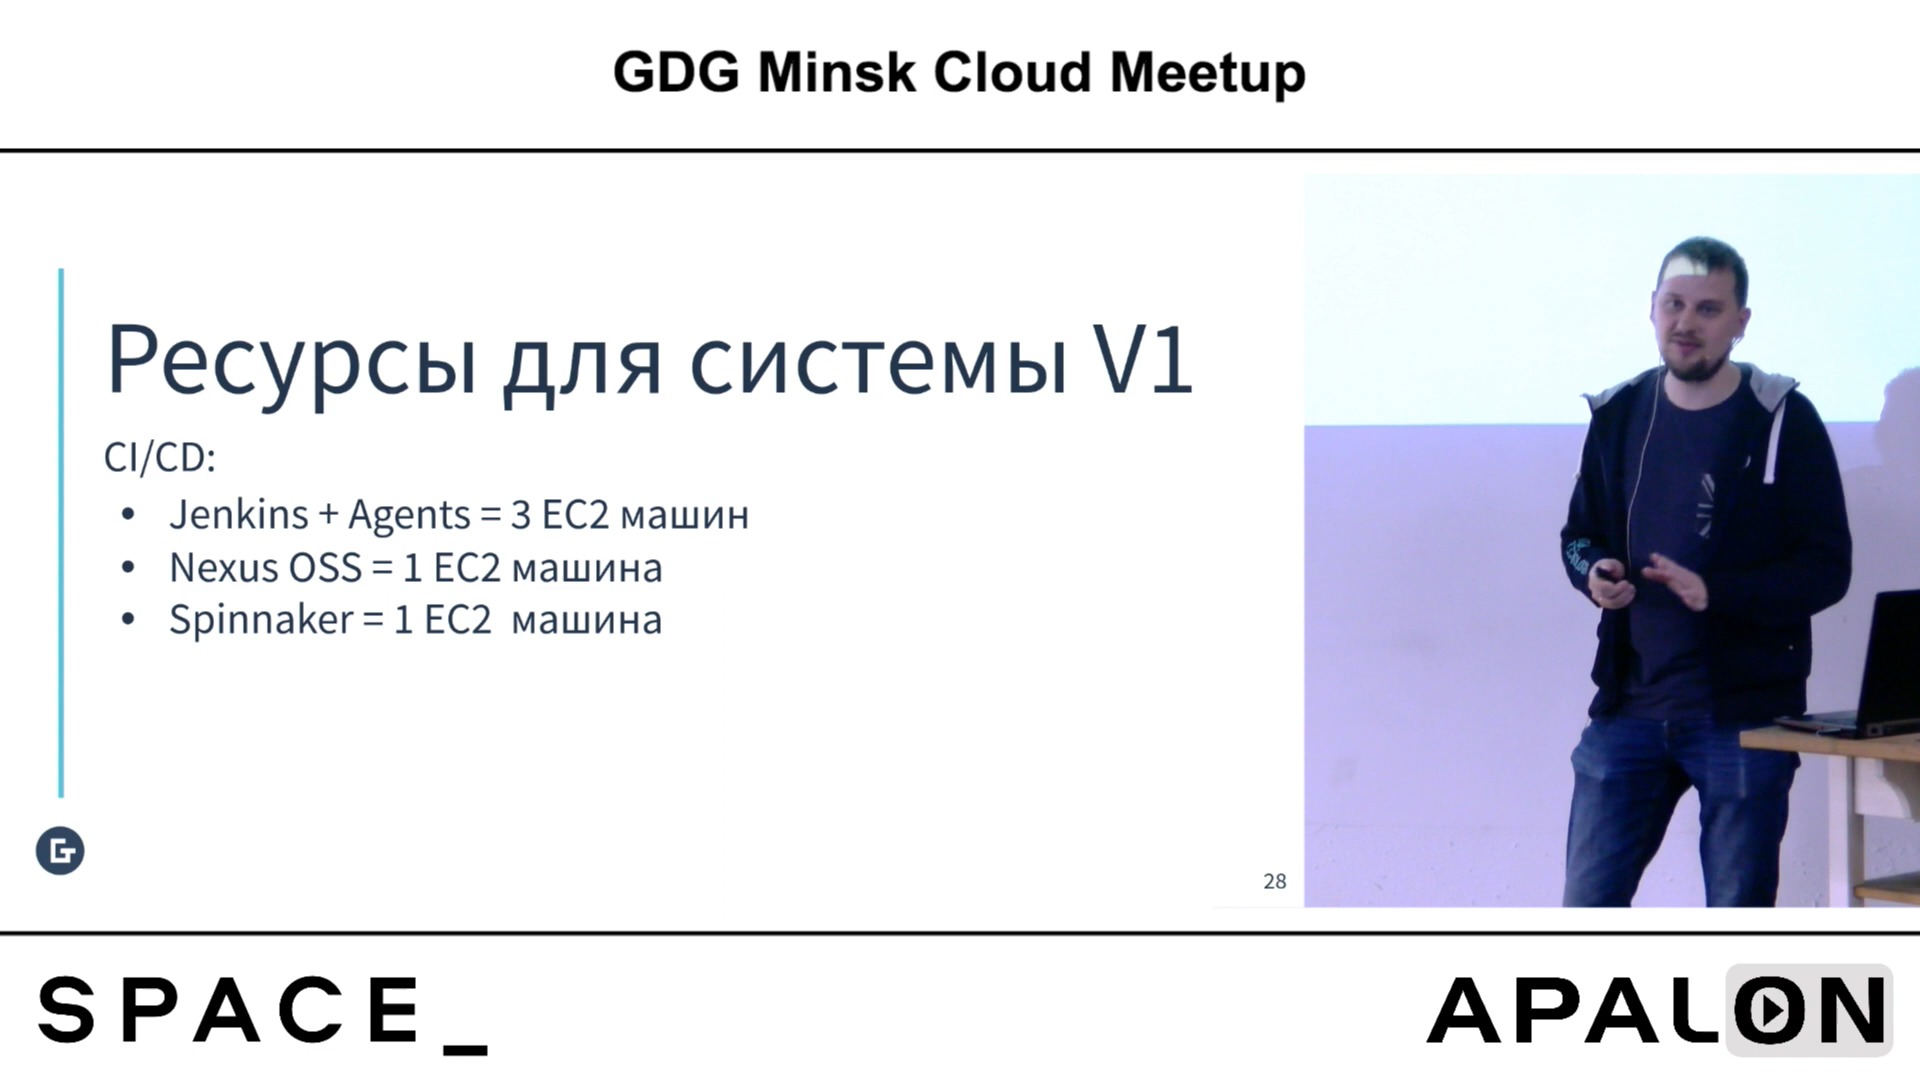 GDG Minsk Cloud Meetup
Ресурсы для системы V1
CI/CD:
• Jenkins + Agents = 3 EC2 машин
• Nexus OSS = 1 EC2 машина
• Spinnaker = 1 EC2 машина
28
SPACE_
APALON